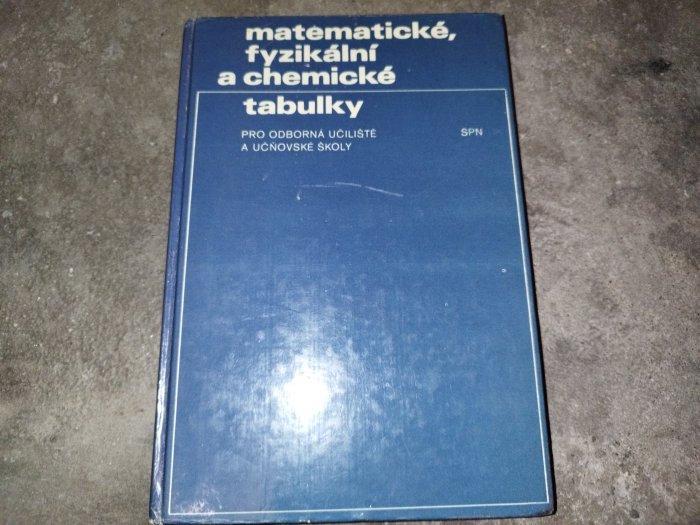 matematické,
fyzikální
a chemické
tabulky
PRO ODBORNÁ UČILIŠTĚ SPN
A UČŇOVSKÉ ŠKOLY